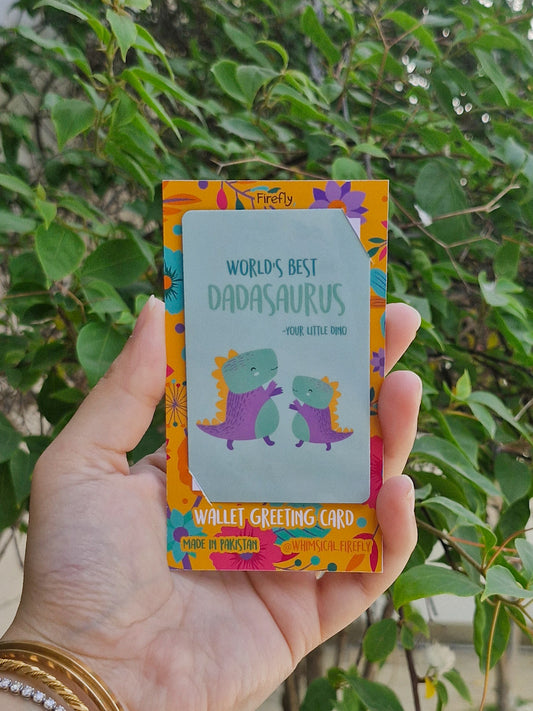 Firefly
WORLD'S BEST
DADASAURUS
-YOUR LITTLE DINO
WALLET GREETING CARD
MADE IN PAKISTAN @WHIMSICAL.FIREFLY